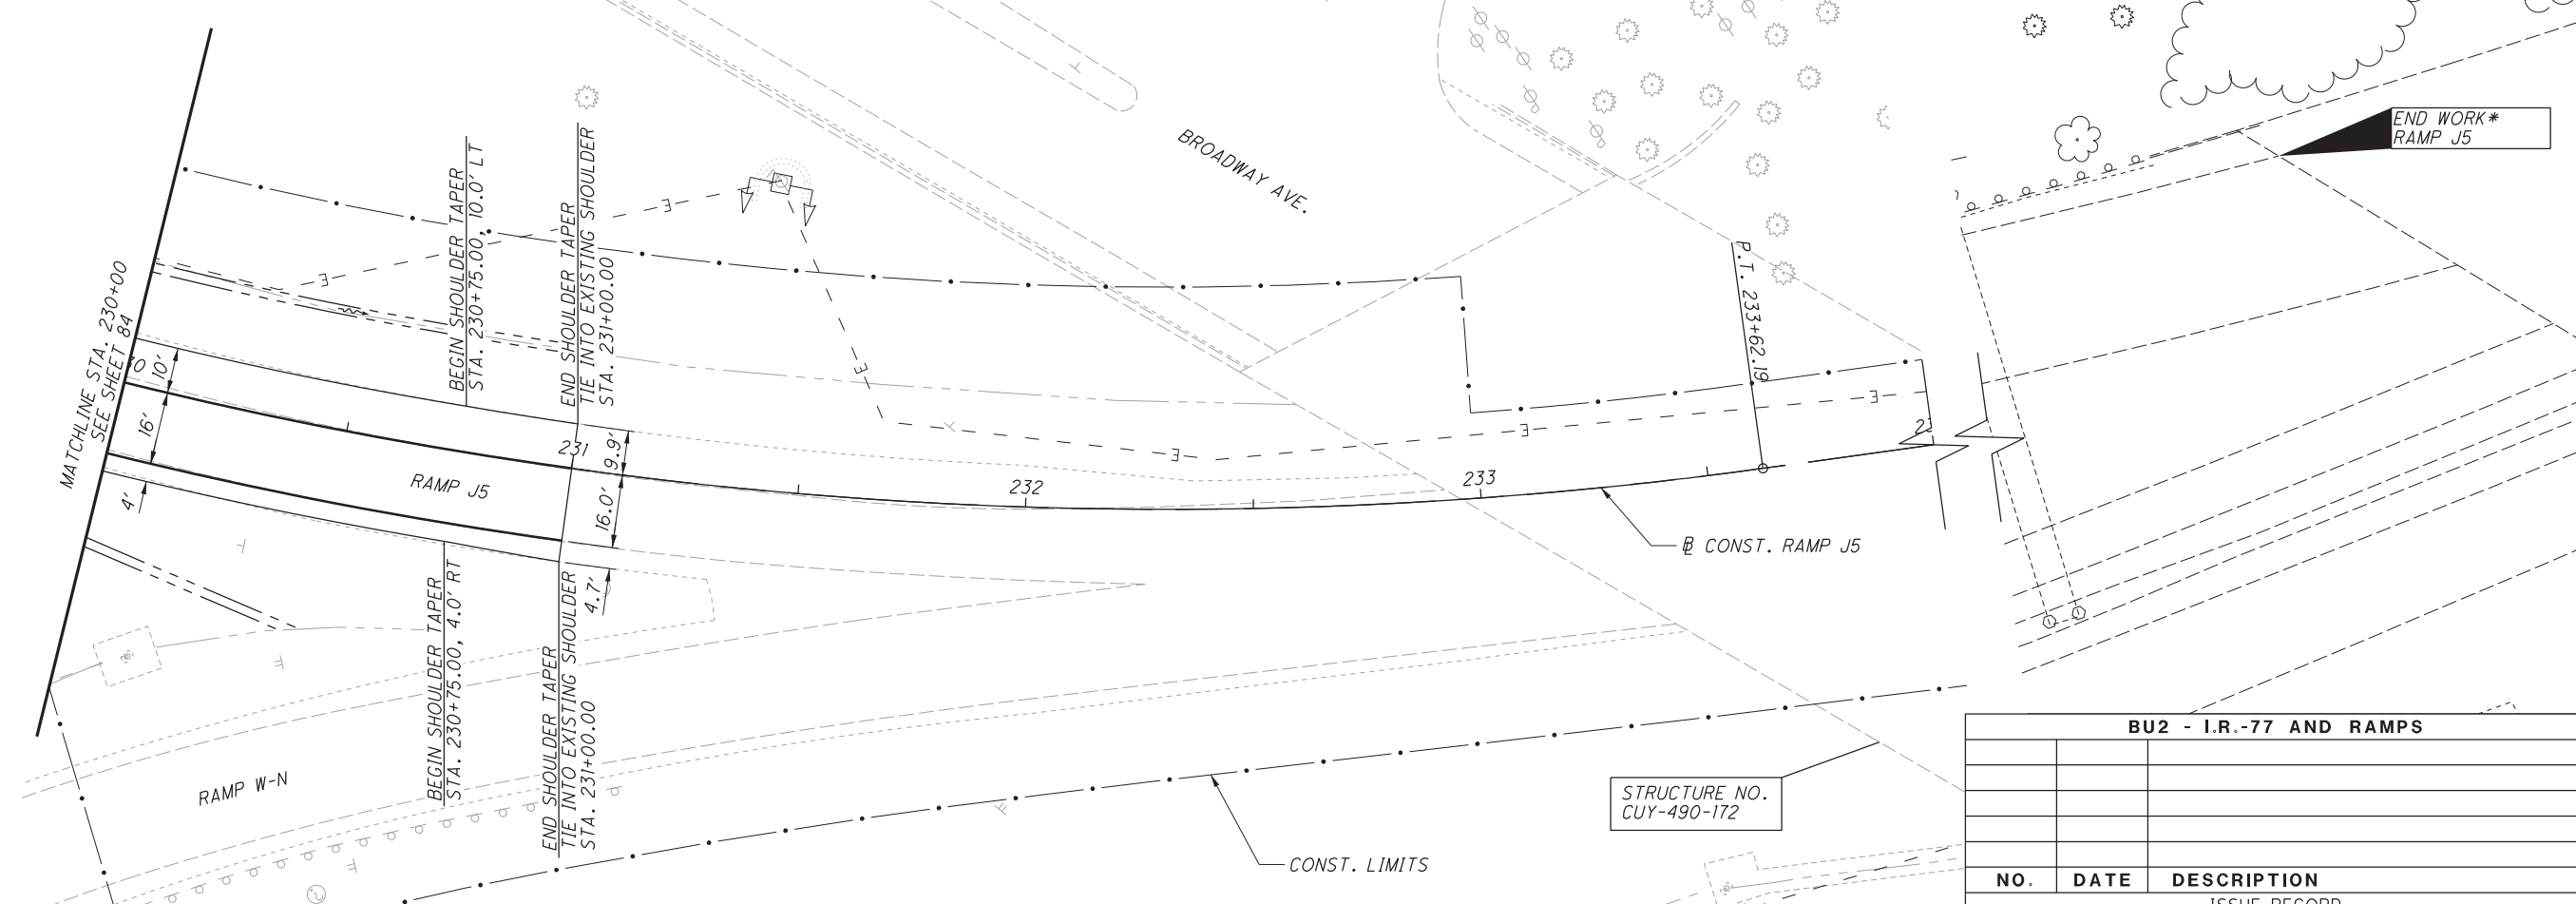 END WORK*
RAMP J5
BROADWAY AVE.
BEGIN SHOULDER TAPER
STA. 230+75.00, 10.0' LT
END SHOULDER TAPER
TIE INTO EXISTING SHOULDER
STA. 231+00.00
MATCHLINE STA. 230+00
SEE SHEET 84
P.T. 233+62.19
10'
16'
4'
231
9.9'
16.0'
4.7'
RAMP J5
232
233
CONST. RAMP J5
BEGIN SHOULDER TAPER
STA. 230+75.00, 4.0' RT
END SHOULDER TAPER
TIE INTO EXISTING SHOULDER
STA. 231+00.00
RAMP W-N
STRUCTURE NO.
CUY-490-172
CONST. LIMITS
BU2 - I.R.-77 AND RAMPS
NO. DATE DESCRIPTION
ISSUE RECORD